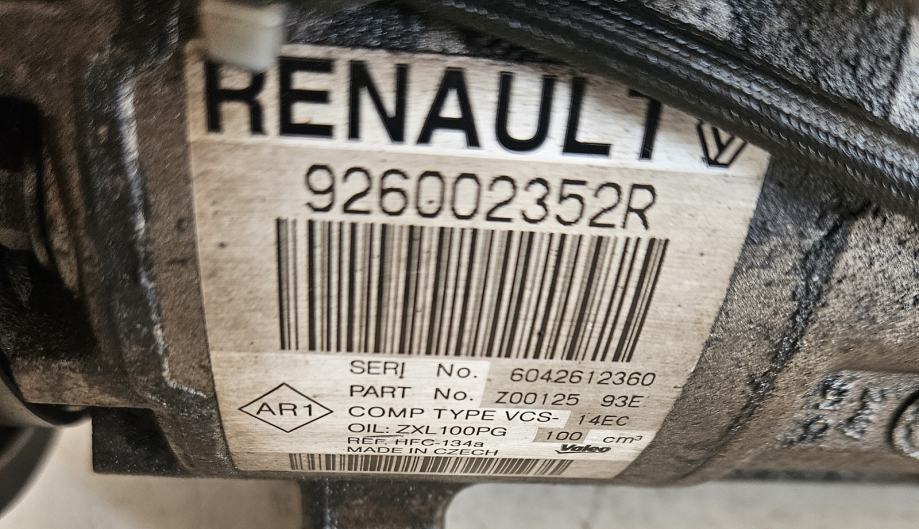 RENAULT
926002352R
SERI No. 6042612360
PART No. Z00125 93E
AR1
COMP TYPE VCS- 14EC
OIL: ZXL100PG 100 cm³
REF. HFC-134a
MADE IN CZECH Valeo